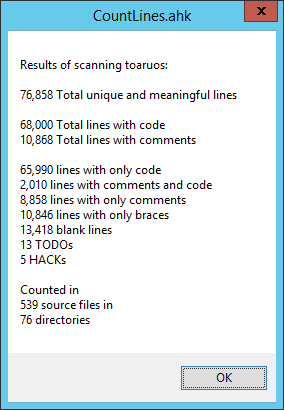 CountLines.ahk
x
Results of scanning toaruos:
76,858 Total unique and meaningful lines
68,000 Total lines with code
10,868 Total lines with comments
65,990 lines with only code
2,010 lines with comments and code
8,858 lines with only comments
10,846 lines with only braces
13,418 blank lines
13 TODOs
5 HACKs
Counted in
539 source files in
76 directories
OK